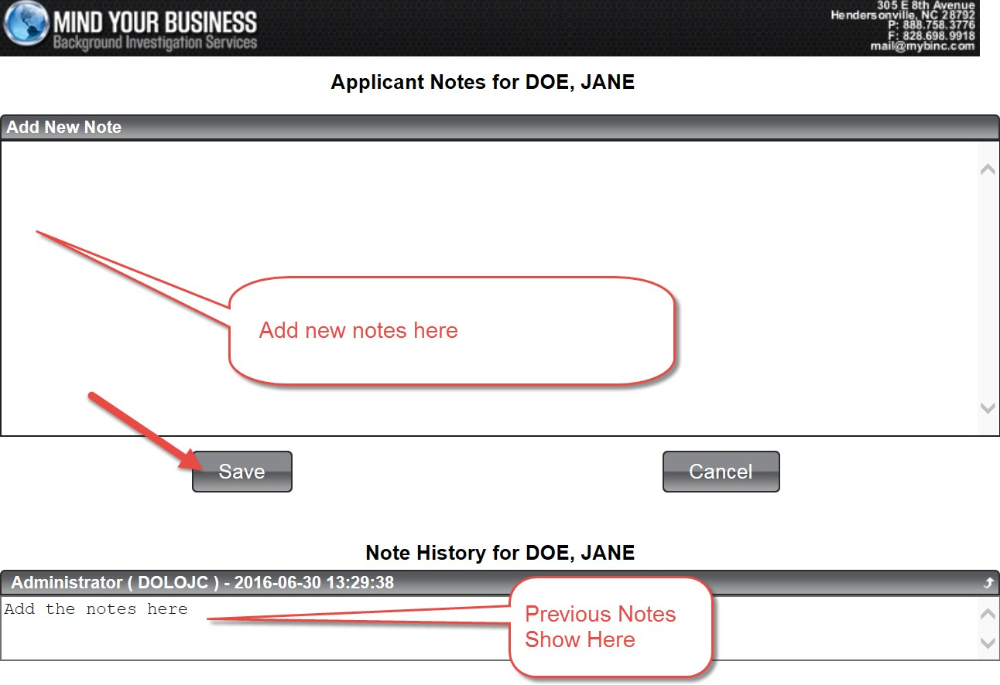 MIND YOUR BUSINESS
Background Investigation Services
305 E 8th Avenue
Hendersonville, NC 28792
P: 888.758.3776
F: 828.698.9918
mail@mybinc.com
Applicant Notes for DOE, JANE
Add New Note
Add new notes here
Save
Cancel
Note History for DOE, JANE
Administrator ( DOLOJC ) - 2016-06-30 13:29:38
Add the notes here
Previous Notes
Show Here